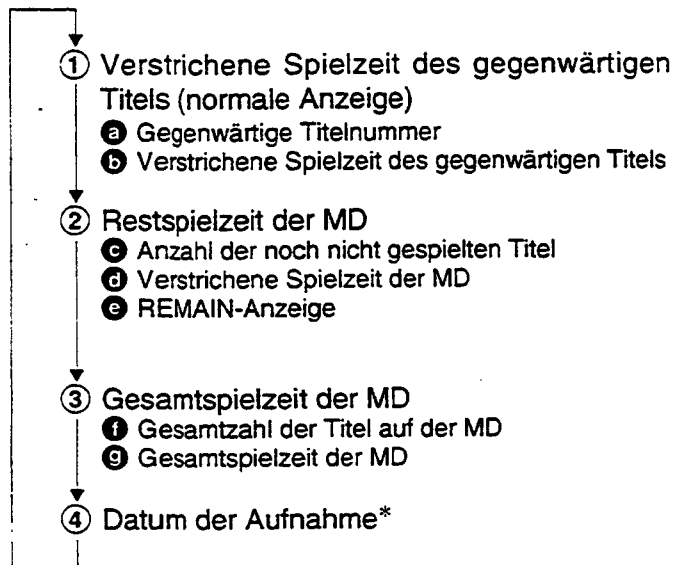 ① Verstrichene Spielzeit des gegenwärtigen
Titels (normale Anzeige)
ⓐ Gegenwärtige Titelnummer
ⓑ Verstrichene Spielzeit des gegenwärtigen Titels
② Restspielzeit der MD
ⓒ Anzahl der noch nicht gespielten Titel
ⓓ Verstrichene Spielzeit der MD
ⓔ REMAIN-Anzeige
③ Gesamtspielzeit der MD
ⓕ Gesamtzahl der Titel auf der MD
ⓖ Gesamtspielzeit der MD
④ Datum der Aufnahme*